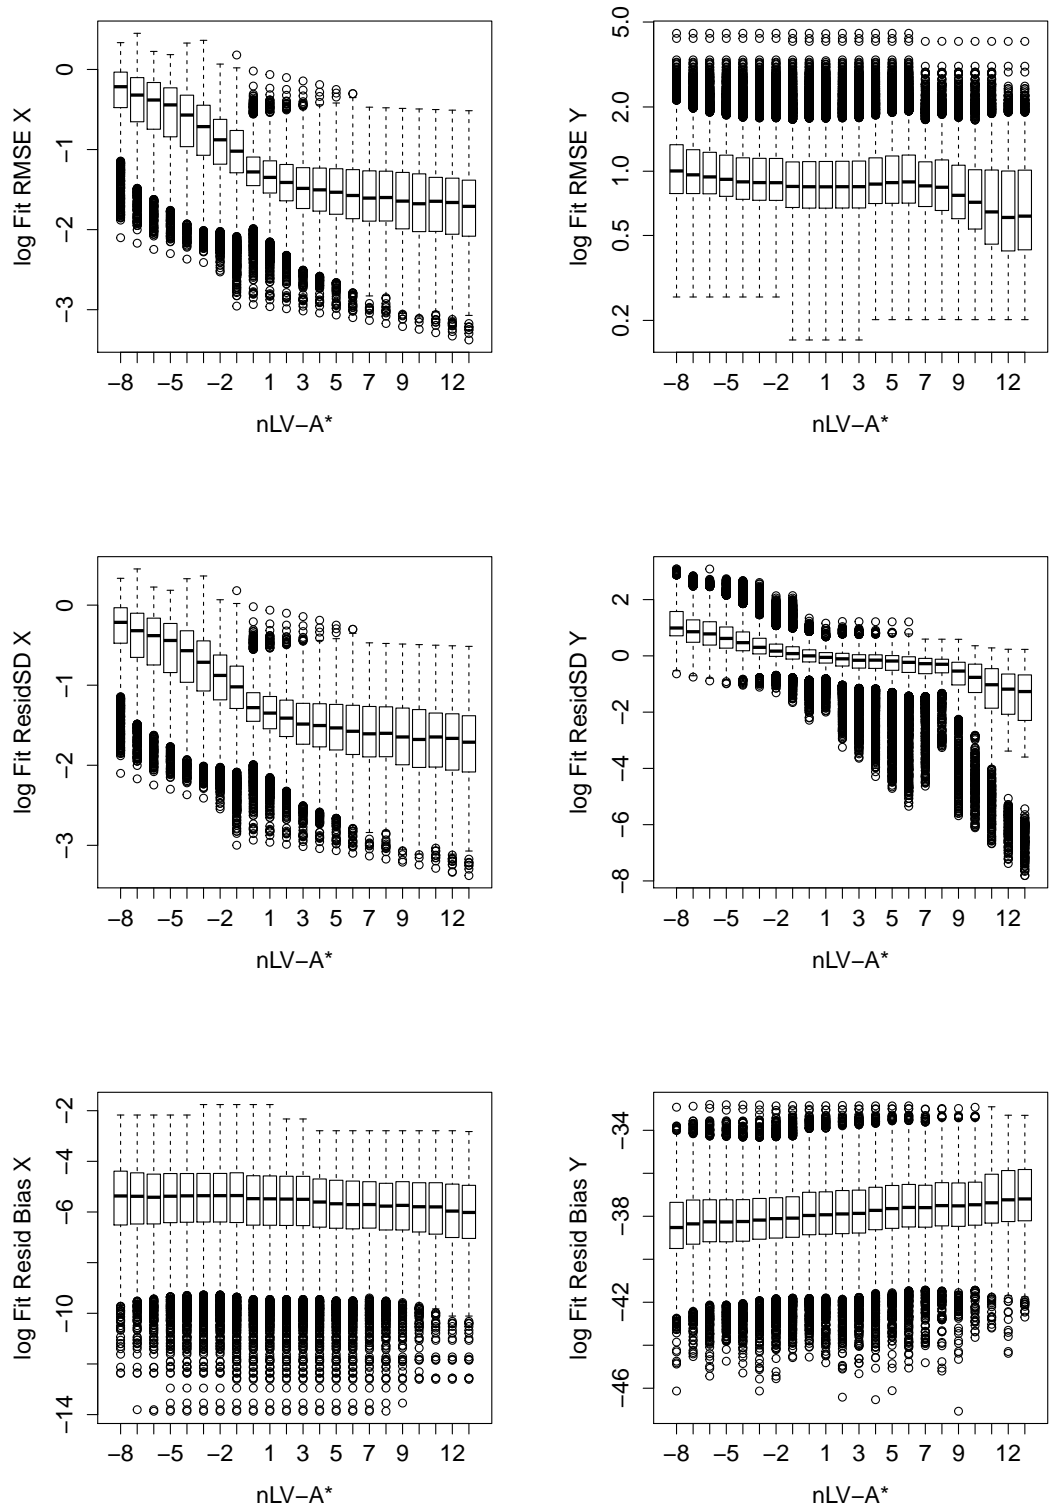 log Fit RMSE X
0
−1
−2
−3
−8 −5 −2 1 3 5 7 9 12
nLV−A*
log Fit RMSE Y
5.0
2.0
1.0
0.5
0.2
−8 −5 −2 1 3 5 7 9 12
nLV−A*
log Fit ResidSD X
0
−1
−2
−3
−8 −5 −2 1 3 5 7 9 12
nLV−A*
log Fit ResidSD Y
2
0
−2
−4
−6
−8
−8 −5 −2 1 3 5 7 9 12
nLV−A*
log Fit Resid Bias X
−2
−4
−6
−10
−14
−8 −5 −2 1 3 5 7 9 12
nLV−A*
log Fit Resid Bias Y
−34
−38
−42
−46
−8 −5 −2 1 3 5 7 9 12
nLV−A*